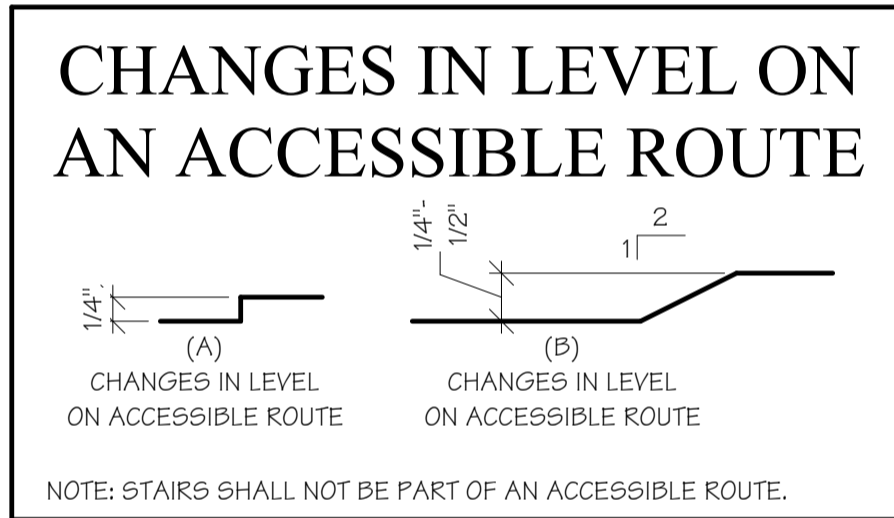 CHANGES IN LEVEL ON
AN ACCESSIBLE ROUTE
1/4"
(A)
CHANGES IN LEVEL
ON ACCESSIBLE ROUTE
1/4"-
1/2"
2
1
(B)
CHANGES IN LEVEL
ON ACCESSIBLE ROUTE
NOTE: STAIRS SHALL NOT BE PART OF AN ACCESSIBLE ROUTE.